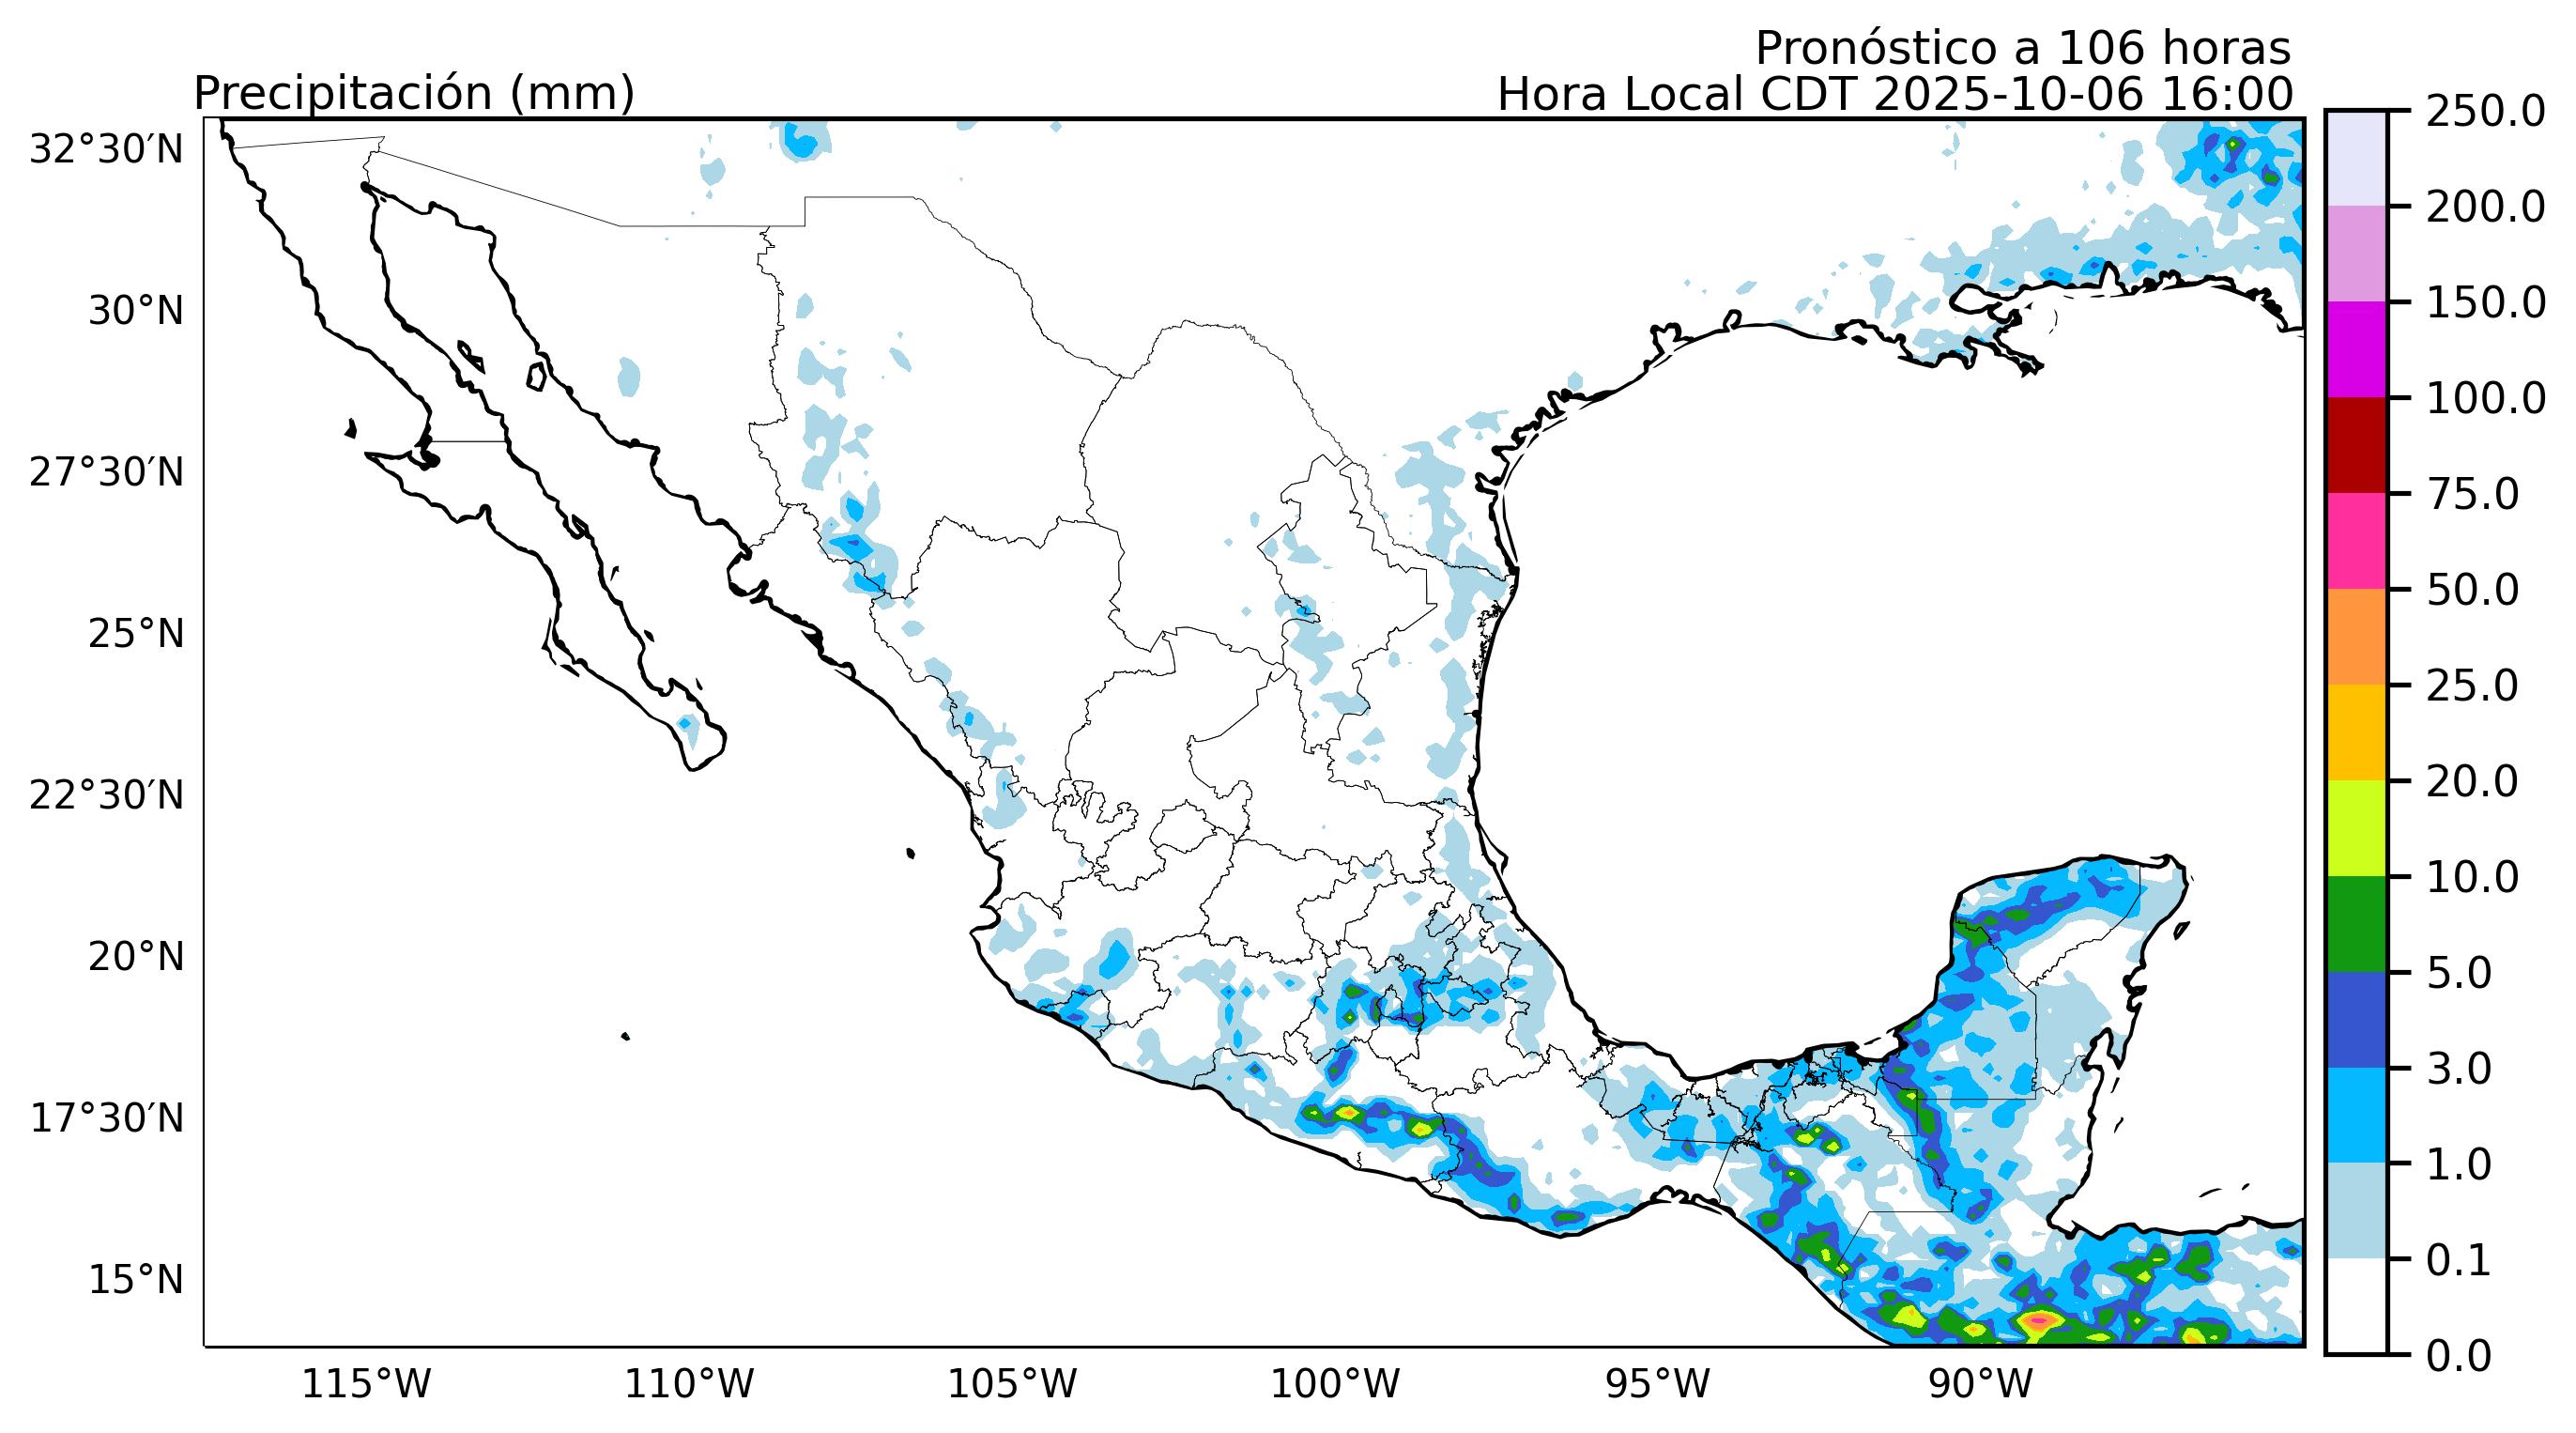 Pronóstico a 106 horas
Precipitación (mm)
Hora Local CDT 2025-10-06 16:00
32°30′N
30°N
27°30′N
25°N
22°30′N
20°N
17°30′N
15°N
115°W
110°W
105°W
100°W
95°W
90°W
250.0
200.0
150.0
100.0
75.0
50.0
25.0
20.0
10.0
5.0
3.0
1.0
0.1
0.0